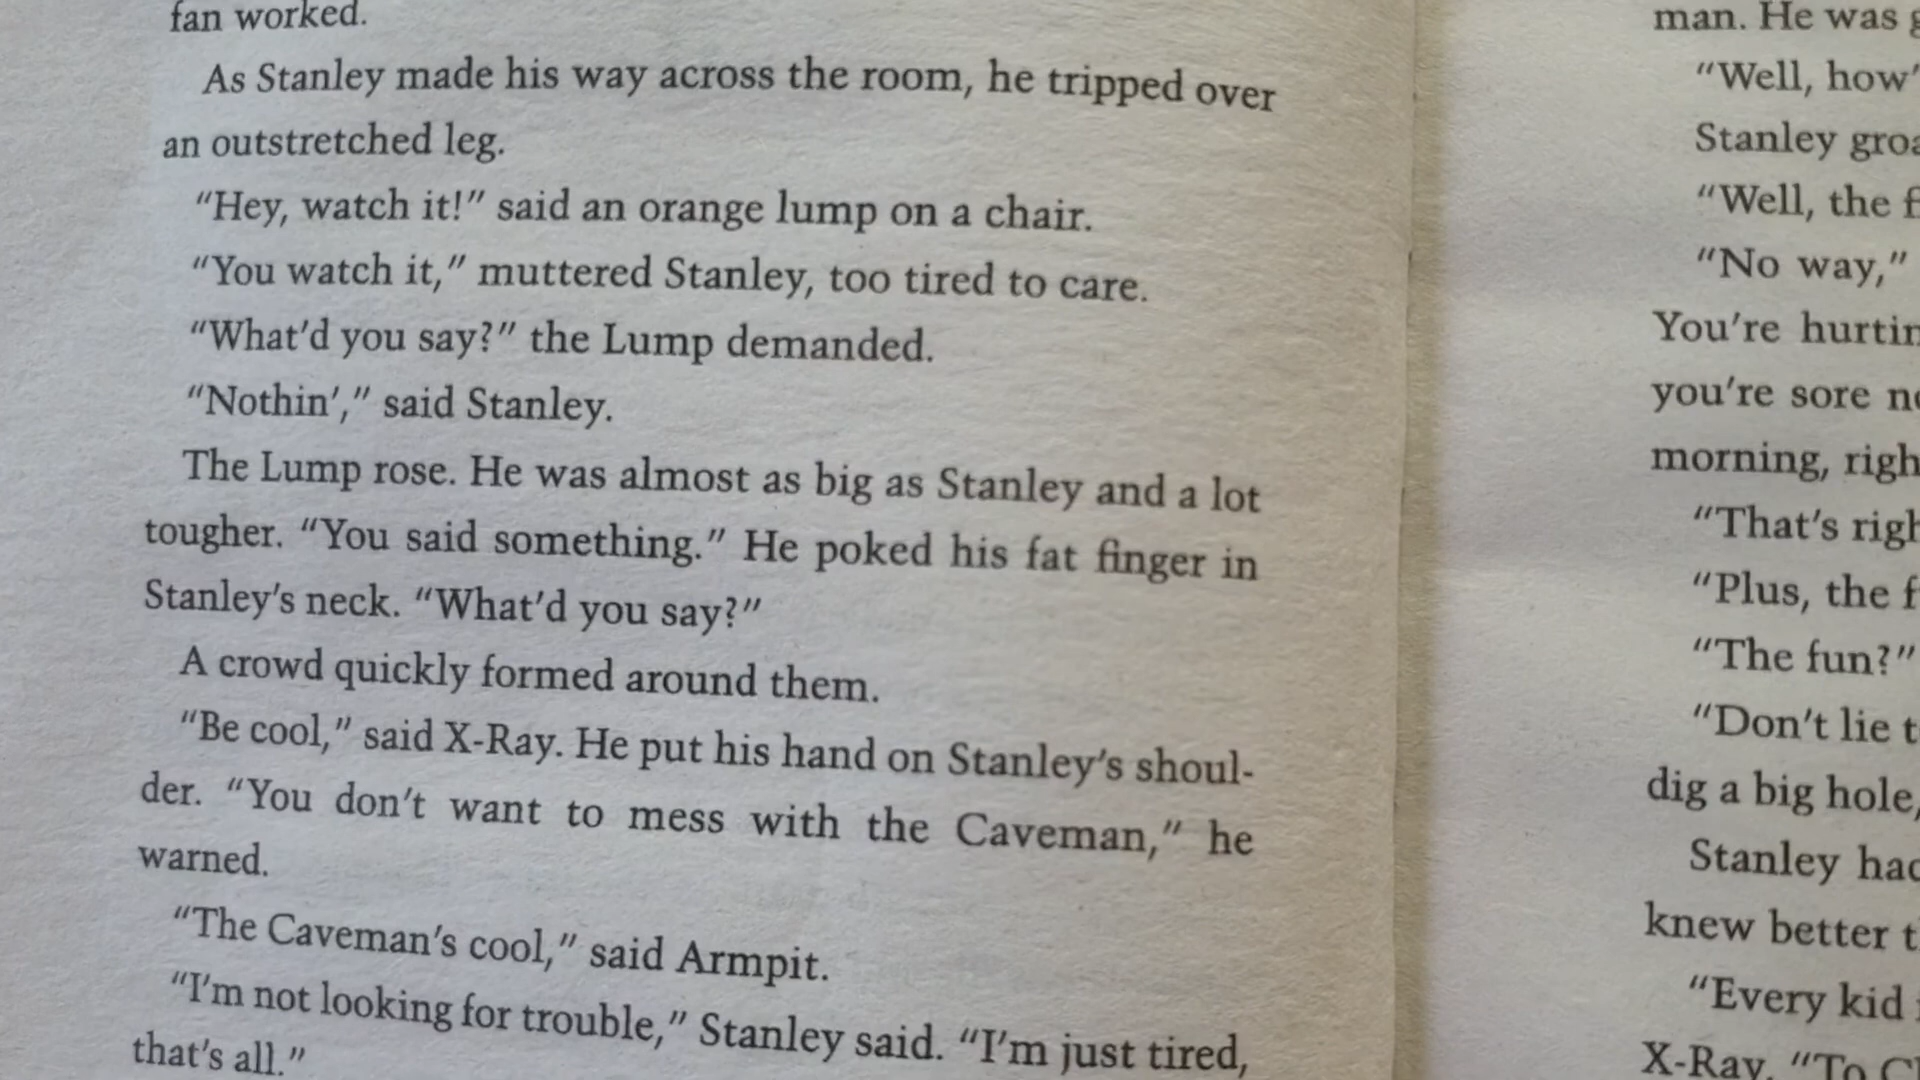 fan worked.
As Stanley made his way across the room, he tripped over
an outstretched leg.
"Hey, watch it!" said an orange lump on a chair.
"You watch it," muttered Stanley, too tired to care.
"What'd you say?" the Lump demanded.
"Nothin'," said Stanley.
The Lump rose. He was almost as big as Stanley and a lot
tougher. "You said something." He poked his fat finger in
Stanley's neck. "What'd you say?"
A crowd quickly formed around them.
"Be cool," said X-Ray. He put his hand on Stanley's shoul-
der. "You don't want to mess with the Caveman," he
warned.
"The Caveman's cool," said Armpit.
"I'm not looking for trouble," Stanley said. "I'm just tired,
that's all."
man. He was
"Well,
Stanley
"Well, the
"No way,"
You're
you're sore
morning,
"That's
"Plus, the
"The fun?"
"Don't lie
dig a big hole,
Stanley
knew better
"Every kid
X-Ray. "To